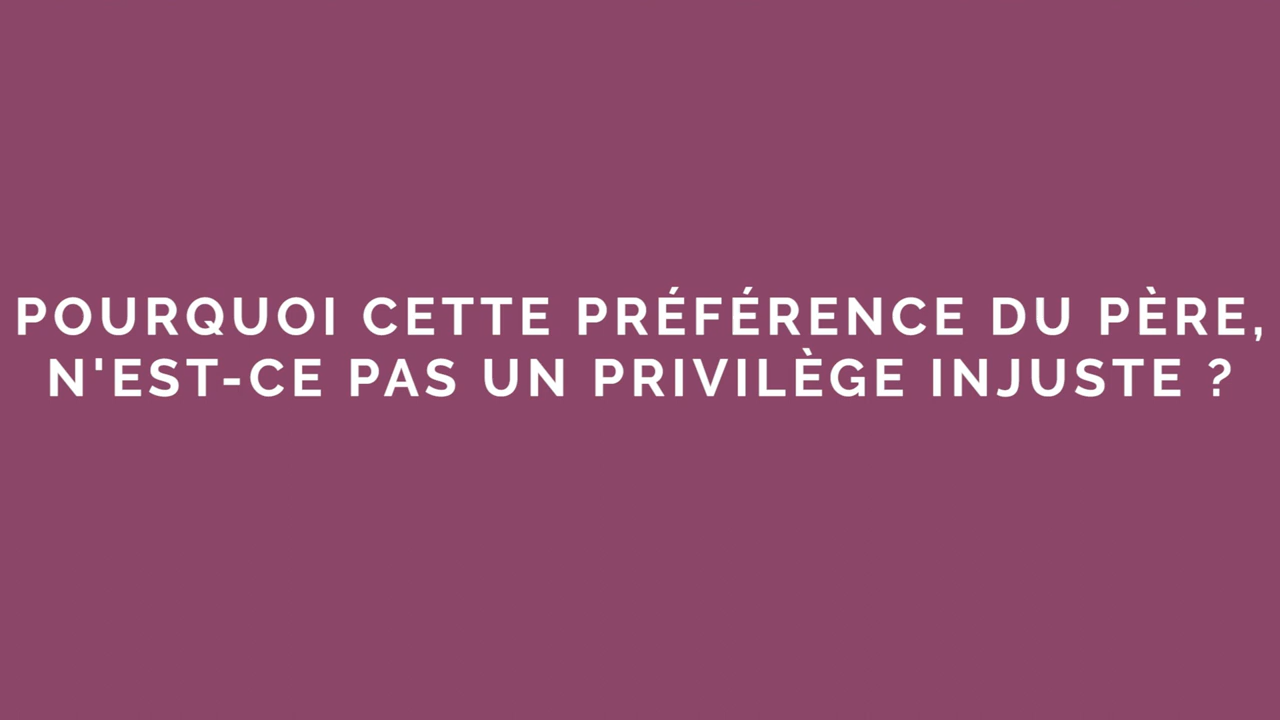 POURQUOI CETTE PRÉFÉRENCE DU PÈRE,
N'EST-CE PAS UN PRIVILÈGE INJUSTE ?